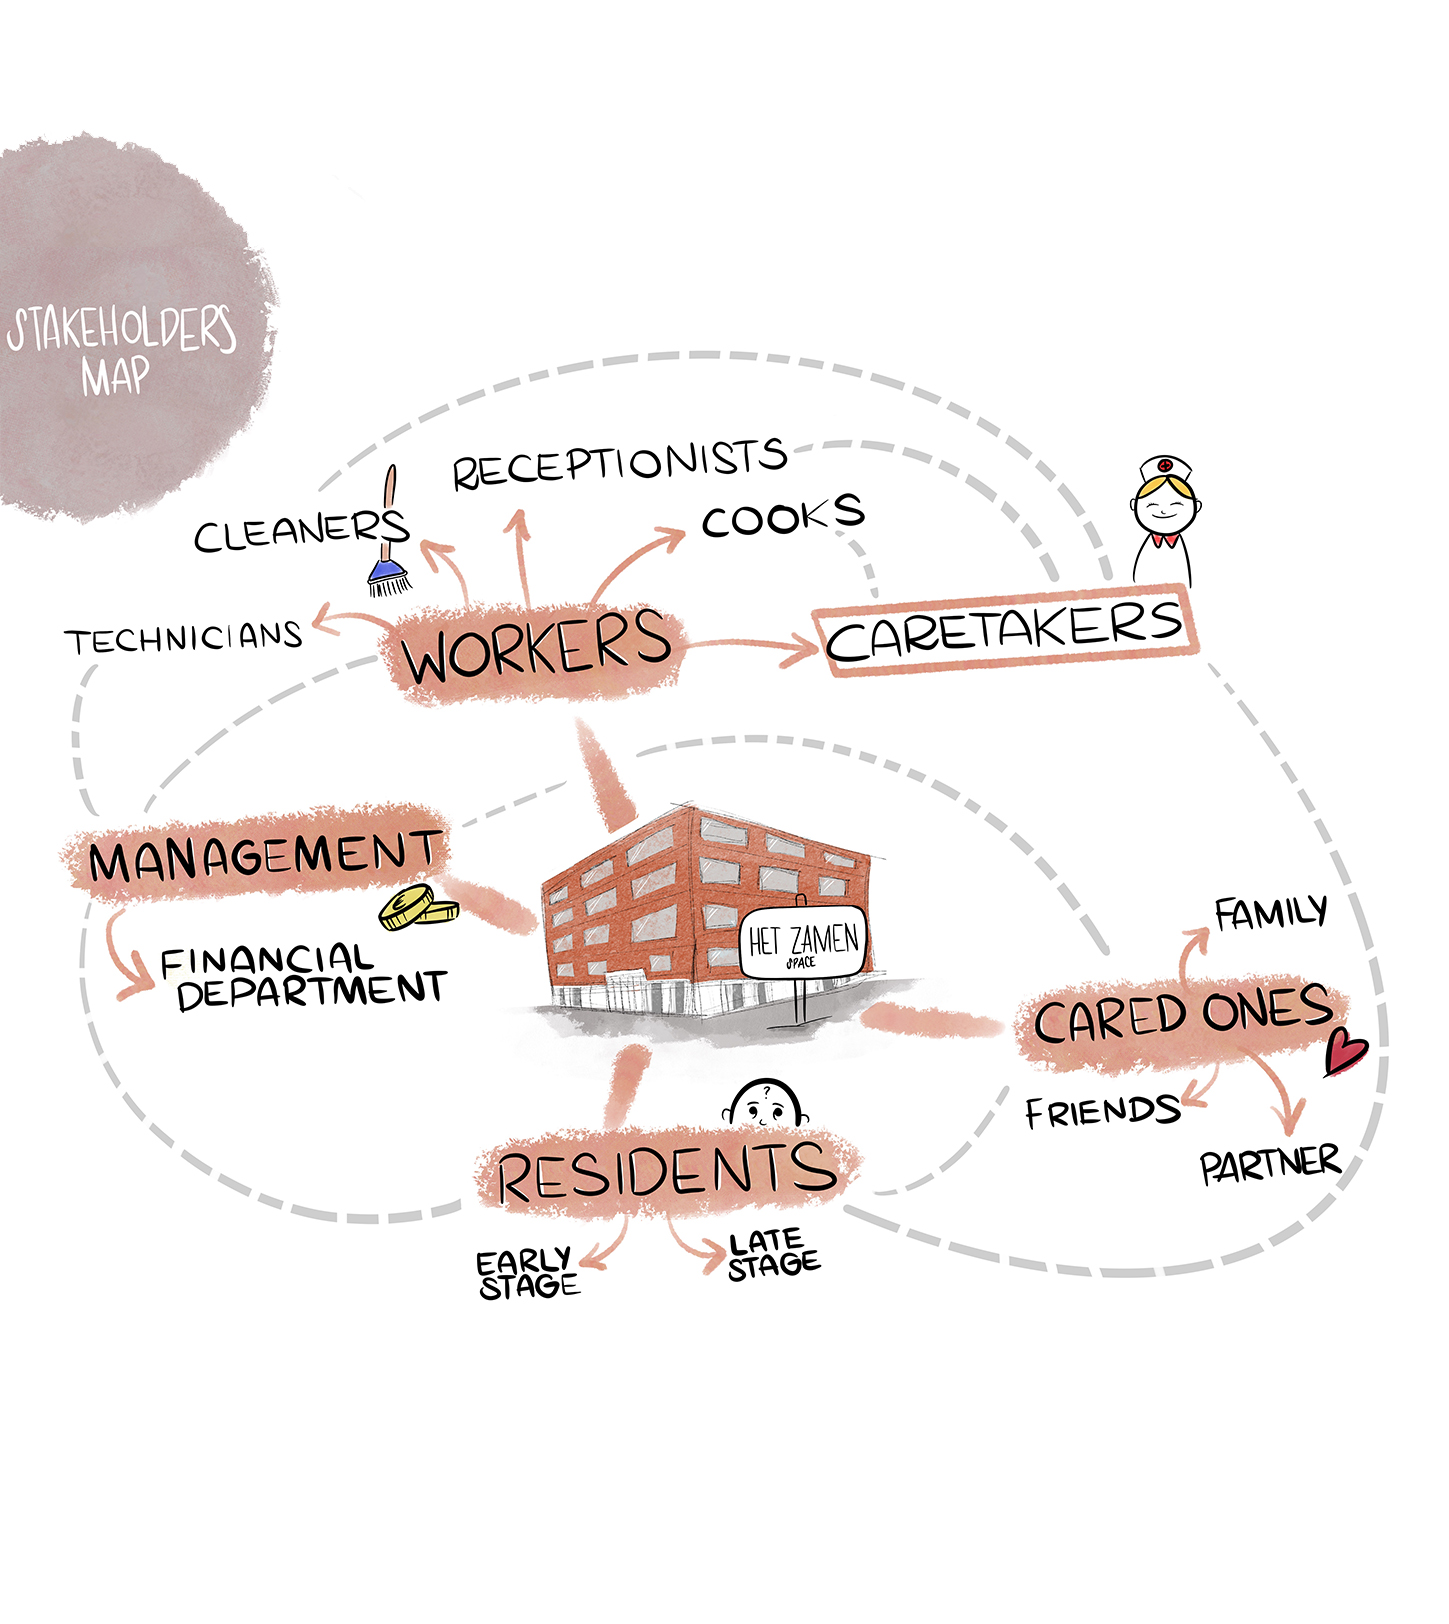 STAKEHOLDERS
MAP
RECEPTIONISTS
COOKS
CLEANERS
TECHNICIANS
WORKERS
CARETAKERS
MANAGEMENT
FINANCIAL
DEPARTMENT
HET ZAMEN
SPACE
FAMILY
CARED ONES
FRIENDS
PARTNER
?
RESIDENTS
EARLY
STAGE
LATE
STAGE